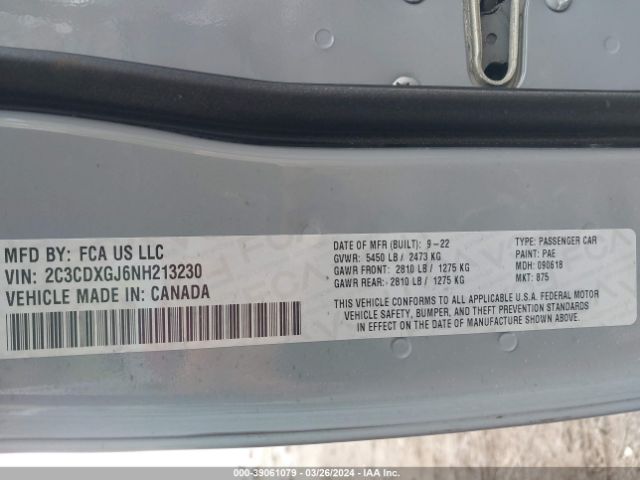 MFD BY: FCA US LLC
VIN: 2C3CDXGJ6NH213230
VEHICLE MADE IN: CANADA
DATE OF MFR (BUILT): 9-22
GVWR: 5450 LB / 2473 KG
GAWR FRONT: 2810 LB / 1275 KG
GAWR REAR: 2810 LB / 1275 KG
TYPE: PASSENGER CAR
PAINT: PAE
MDH: 090618
MKT: 875
THIS VEHICLE CONFORMS TO ALL APPLICABLE U.S.A. FEDERAL MOTOR
VEHICLE SAFETY, BUMPER, AND THEFT PREVENTION STANDARDS
IN EFFECT ON THE DATE OF MANUFACTURE SHOWN ABOVE.
000-39061079 - 03/26/2024 - IAAI.COM